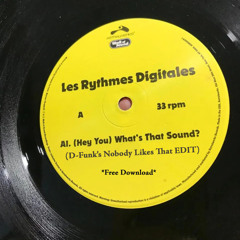 Les Rythmes Digitales
A
33 rpm
A1. (Hey You) What's That Sound?
(D-Funk's Nobody Likes That EDIT)
*Free Download*